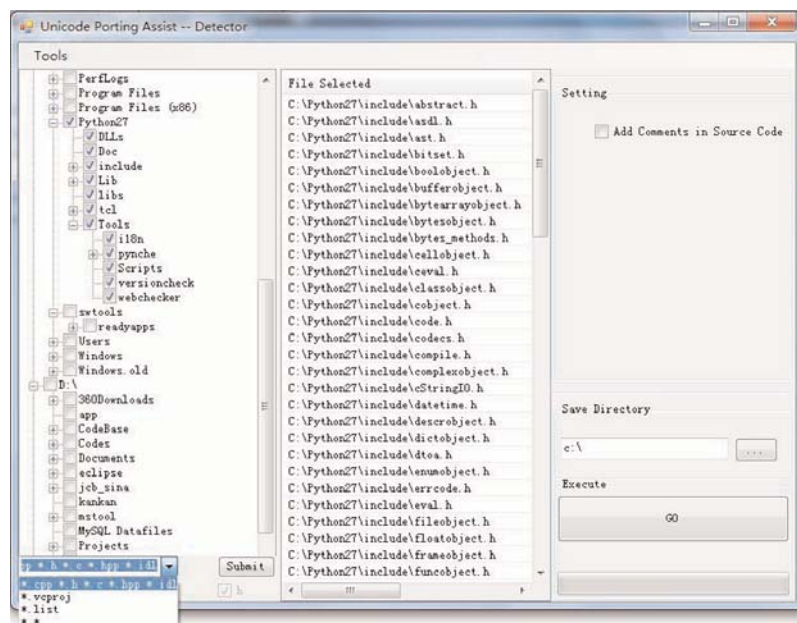 Unicode Porting Assist -- Detector
Tools
PerfLogs
Program Files
Program Files (x86)
Python27
DLLs
Doc
include
Lib
libs
tcl
Tools
i18n
pynche
Scripts
versioncheck
webchecker
swtools
readyapps
Users
Windows
Windows.old
D:\
360Downloads
app
CodeBase
Codes
Documents
eclipse
jcb_sina
kankan
mstool
MySQL Datafiles
Projects
pp *.h *.c *.hpp *.idl
Submit
*.cpp *.h *.c *.hpp *.idl
*.vcproj
*.list
*.*
h
File Selected
C:\Python27\include\abstract.h
C:\Python27\include\asdl.h
C:\Python27\include\ast.h
C:\Python27\include\bitset.h
C:\Python27\include\boolobject.h
C:\Python27\include\bufferobject.h
C:\Python27\include\bytearrayobject.h
C:\Python27\include\bytesobject.h
C:\Python27\include\bytes_methods.h
C:\Python27\include\cellobject.h
C:\Python27\include\ceval.h
C:\Python27\include\classobject.h
C:\Python27\include\cobject.h
C:\Python27\include\code.h
C:\Python27\include\codecs.h
C:\Python27\include\compile.h
C:\Python27\include\complexobject.h
C:\Python27\include\cStringIO.h
C:\Python27\include\datetime.h
C:\Python27\include\descrobject.h
C:\Python27\include\dictobject.h
C:\Python27\include\dtoa.h
C:\Python27\include\enumobject.h
C:\Python27\include\errcode.h
C:\Python27\include\eval.h
C:\Python27\include\fileobject.h
C:\Python27\include\floatobject.h
C:\Python27\include\frameobject.h
C:\Python27\include\funcobject.h
Setting
Add Comments in Source Code
Save Directory
c:\
...
Execute
GO